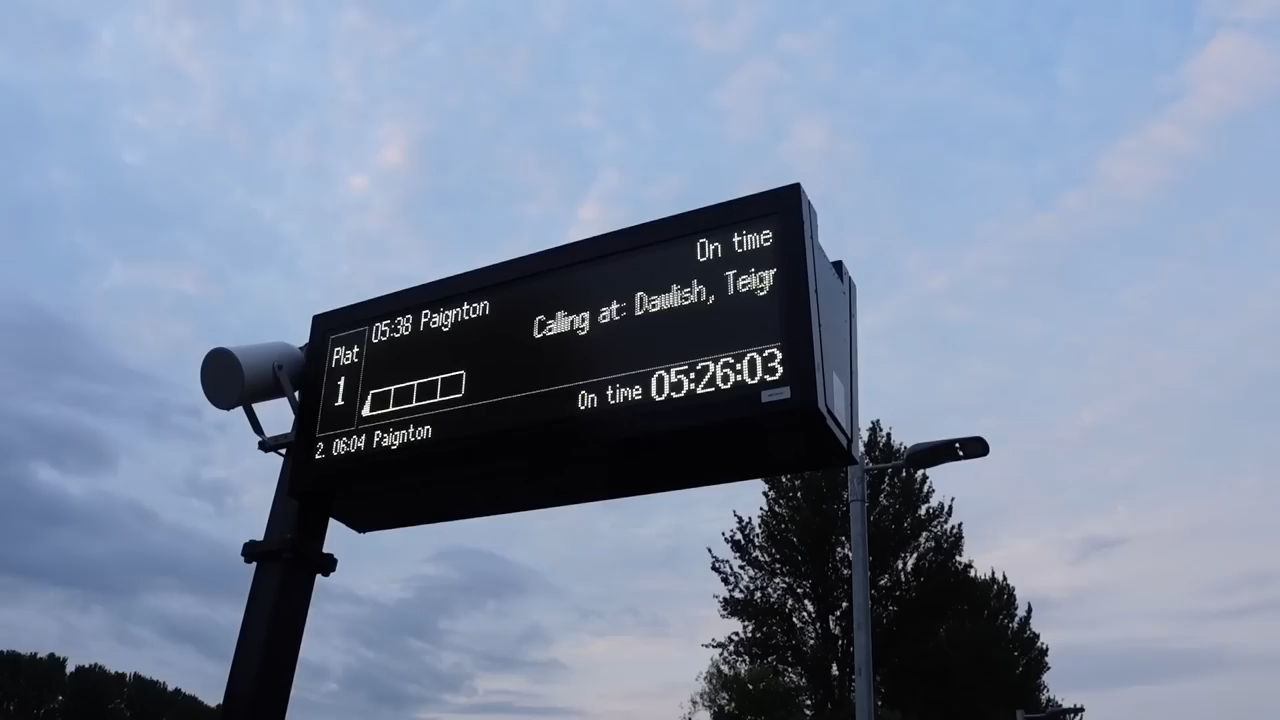 On time
05:38 Paignton
Calling at: Dawlish, Teigr
Plat
1
On time 05:26:03
2. 06:04 Paignton